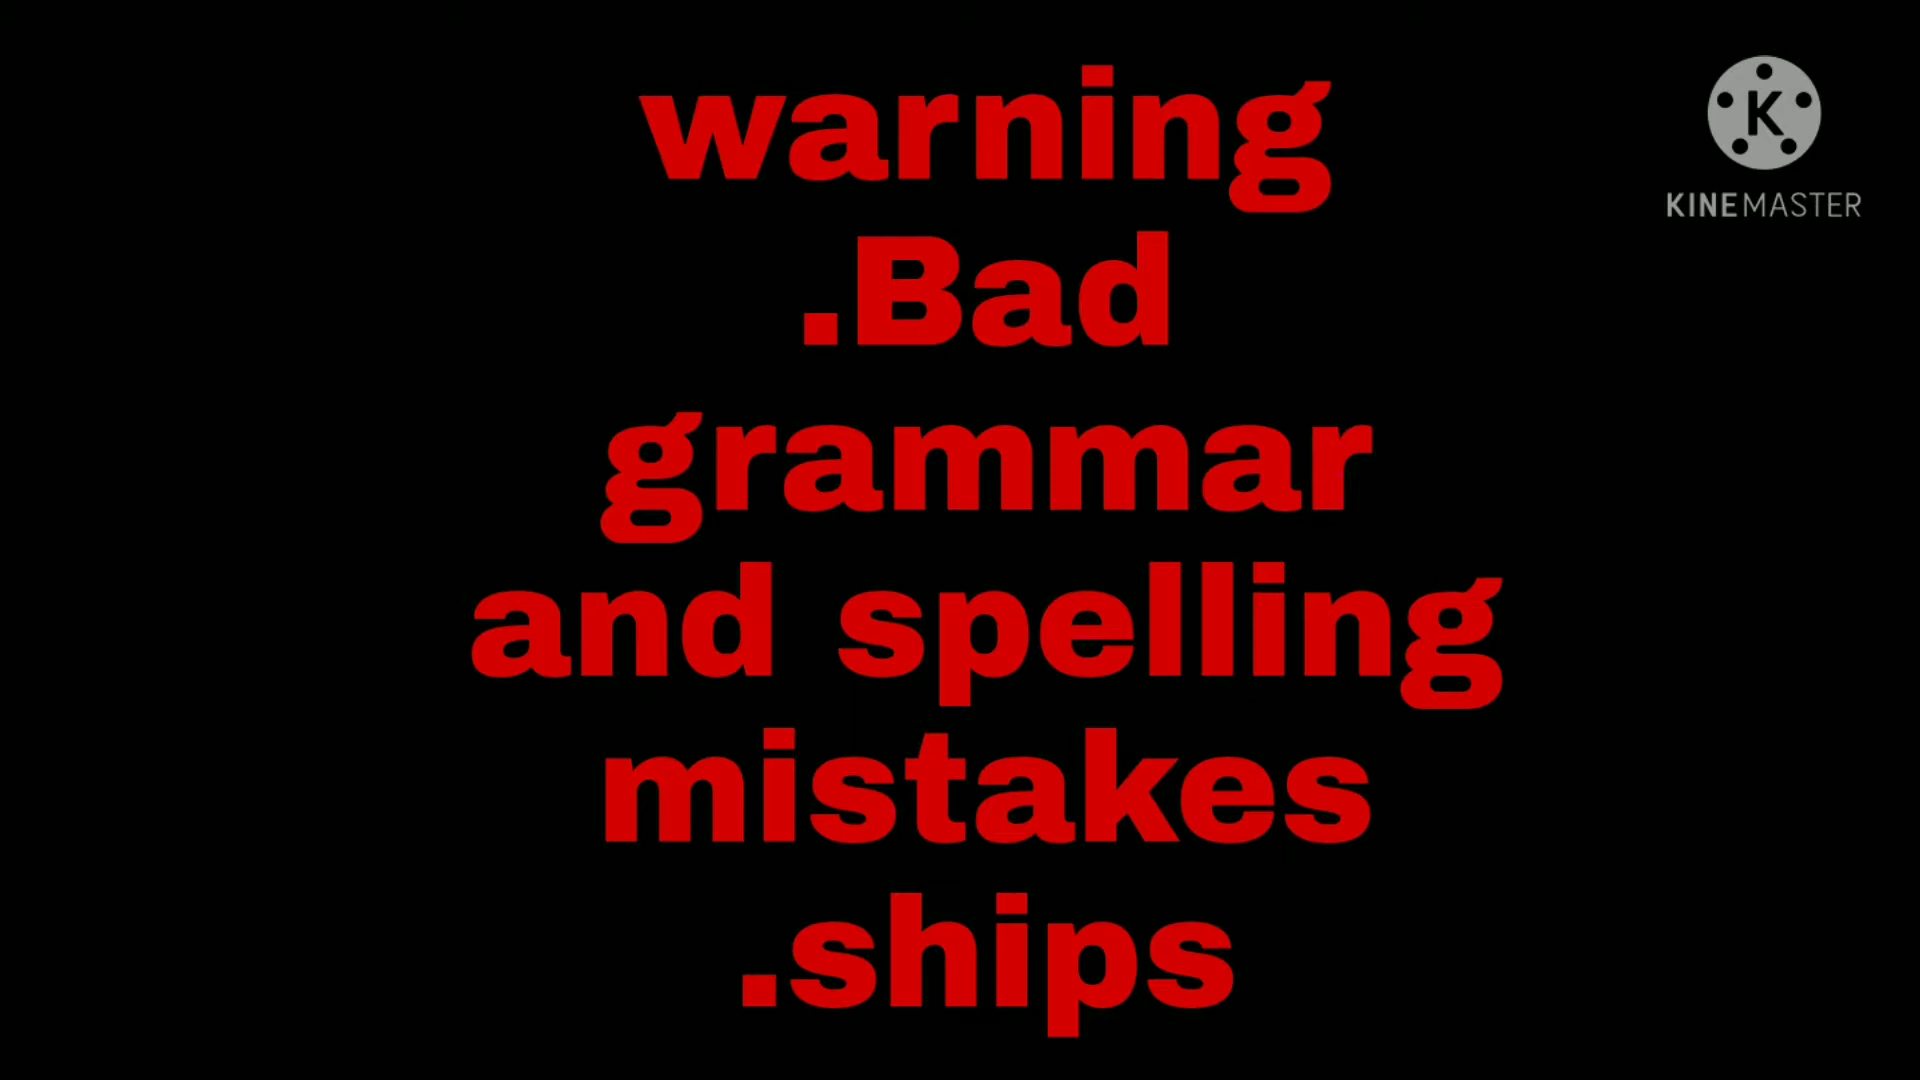 warning
.Bad
grammar
and spelling
mistakes
.ships
K
KINEMASTER